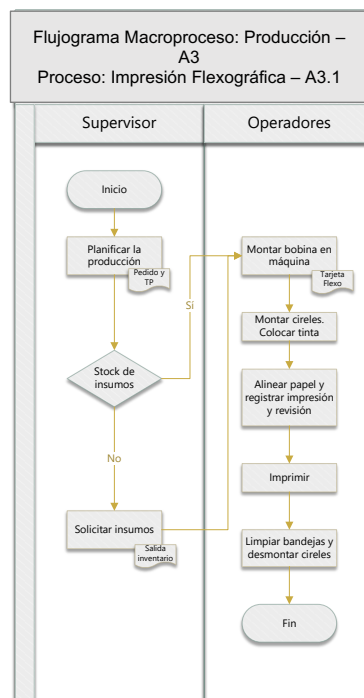 Flujograma Macroproceso: Producción –
A3
Proceso: Impresión Flexográfica – A3.1
Supervisor
Operadores
Inicio
Planificar la
producción
Pedido y
TP
Stock de
insumos
Si
No
Solicitar insumos
Salida
inventario
Montar bobina en
máquina
Tarjeta
Flexo
Montar cireles.
Colocar tinta
Alinear papel y
registrar impresión
y revisión
Imprimir
Limpiar bandejas y
desmontar cireles
Fin